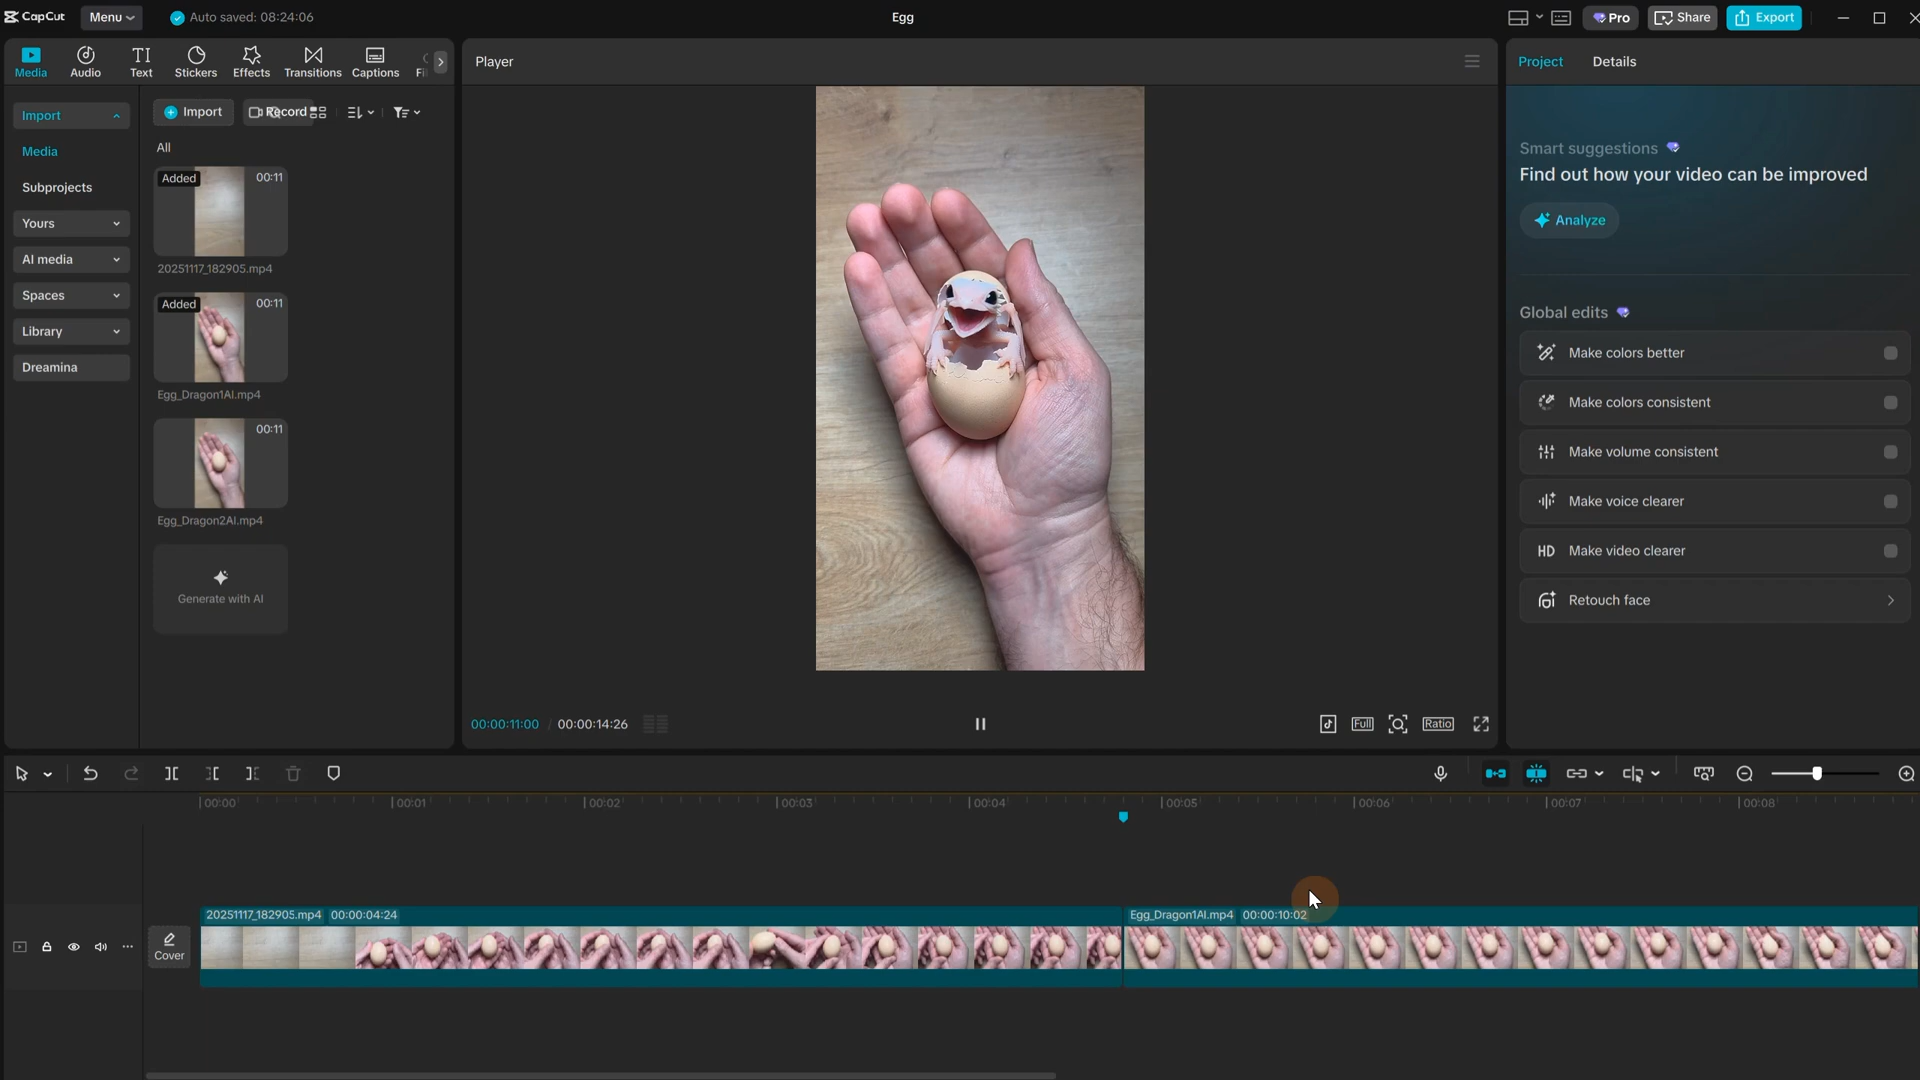 CapCut
Menu
Auto saved: 08:24:06
Egg
Pro
Share
Export
Media
Audio
Text
Stickers
Effects
Transitions
Captions
Fi
Player
Project
Details
Import
Media
Subprojects
Yours
AI media
Spaces
Library
Dreamina
Import
Record
All
Added 00:11
20251117_182905.mp4
Added 00:11
Egg_Dragon1AI.mp4
00:11
Egg_Dragon2AI.mp4
Generate with AI
Smart suggestions
Find out how your video can be improved
Analyze
Global edits
Make colors better
Make colors consistent
Make volume consistent
Make voice clearer
HD Make video clearer
Retouch face
00:00:11:00 / 00:00:14:26
Full
Ratio
00:00 00:01 00:02 00:03 00:04 00:05 00:06 00:07 00:08
Cover
20251117_182905.mp4 00:00:04:24
Egg_Dragon1AI.mp4 00:00:10:02